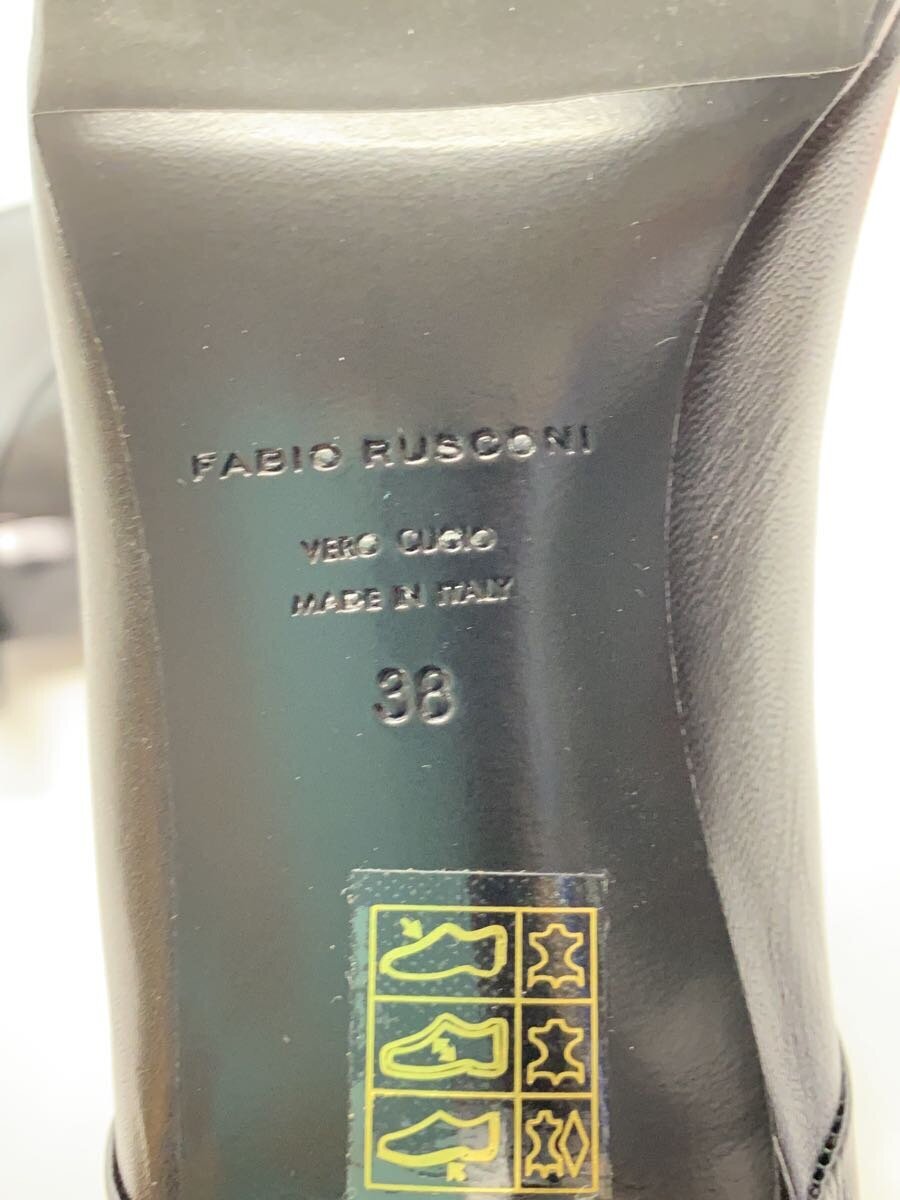 FABIO RUSCONI
VERO CUOIO
MADE IN ITALY
38